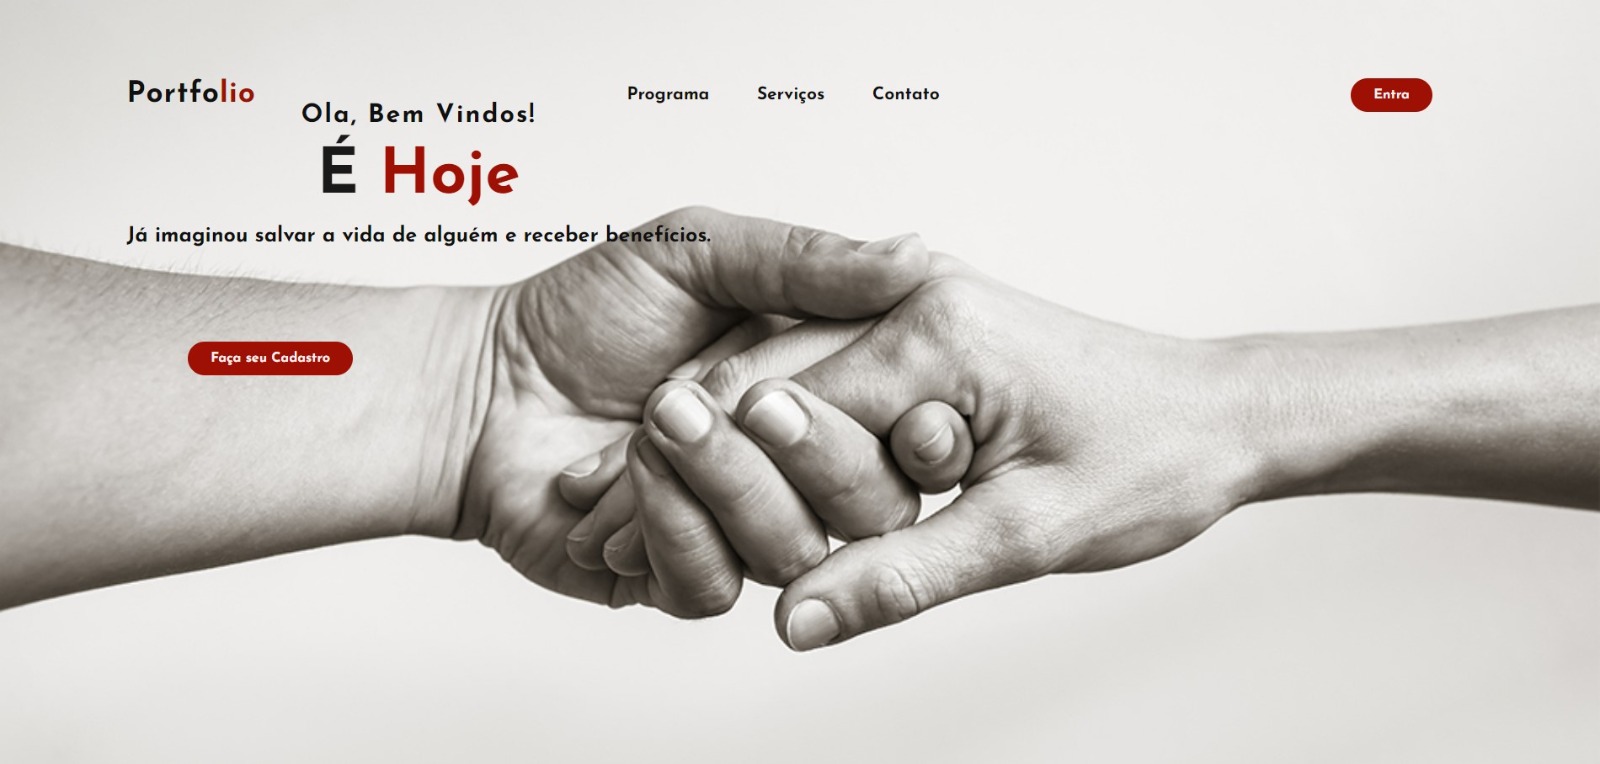 Portfolio
Programa
Serviços
Contato
Entra
Ola, Bem Vindos!
É Hoje
Já imaginou salvar a vida de alguém e receber benefícios.
Faça seu Cadastro